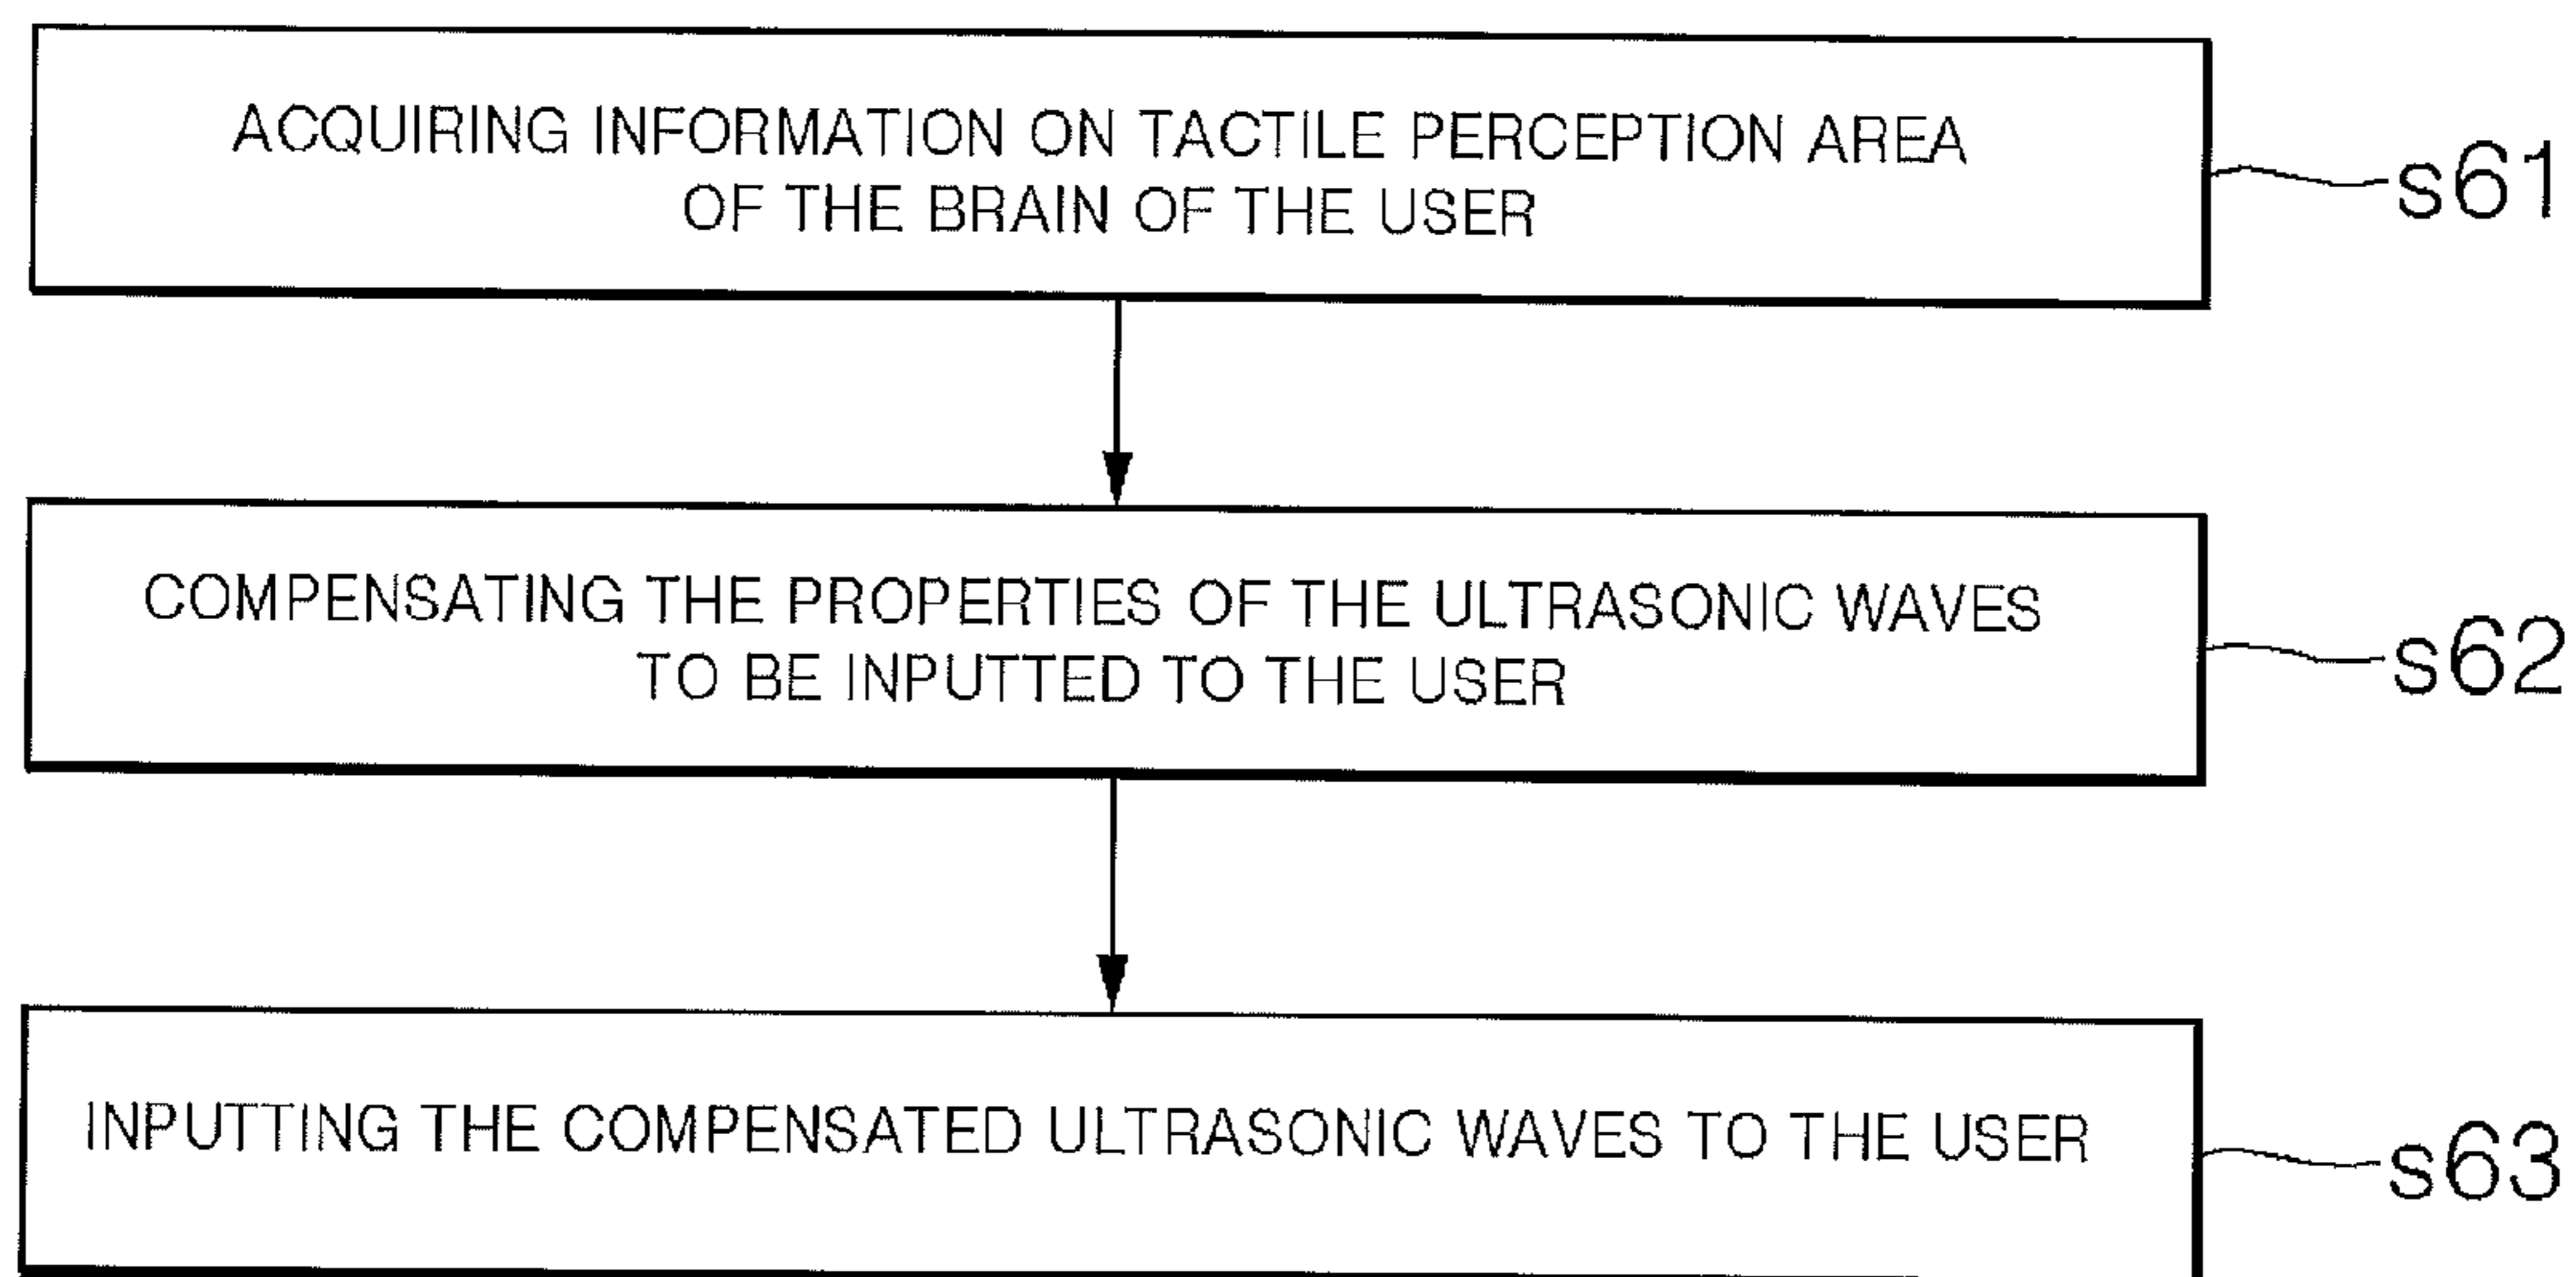 ACQUIRING INFORMATION ON TACTILE PERCEPTION AREA
OF THE BRAIN OF THE USER
s61
COMPENSATING THE PROPERTIES OF THE ULTRASONIC WAVES
TO BE INPUTTED TO THE USER
s62
INPUTTING THE COMPENSATED ULTRASONIC WAVES TO THE USER
s63